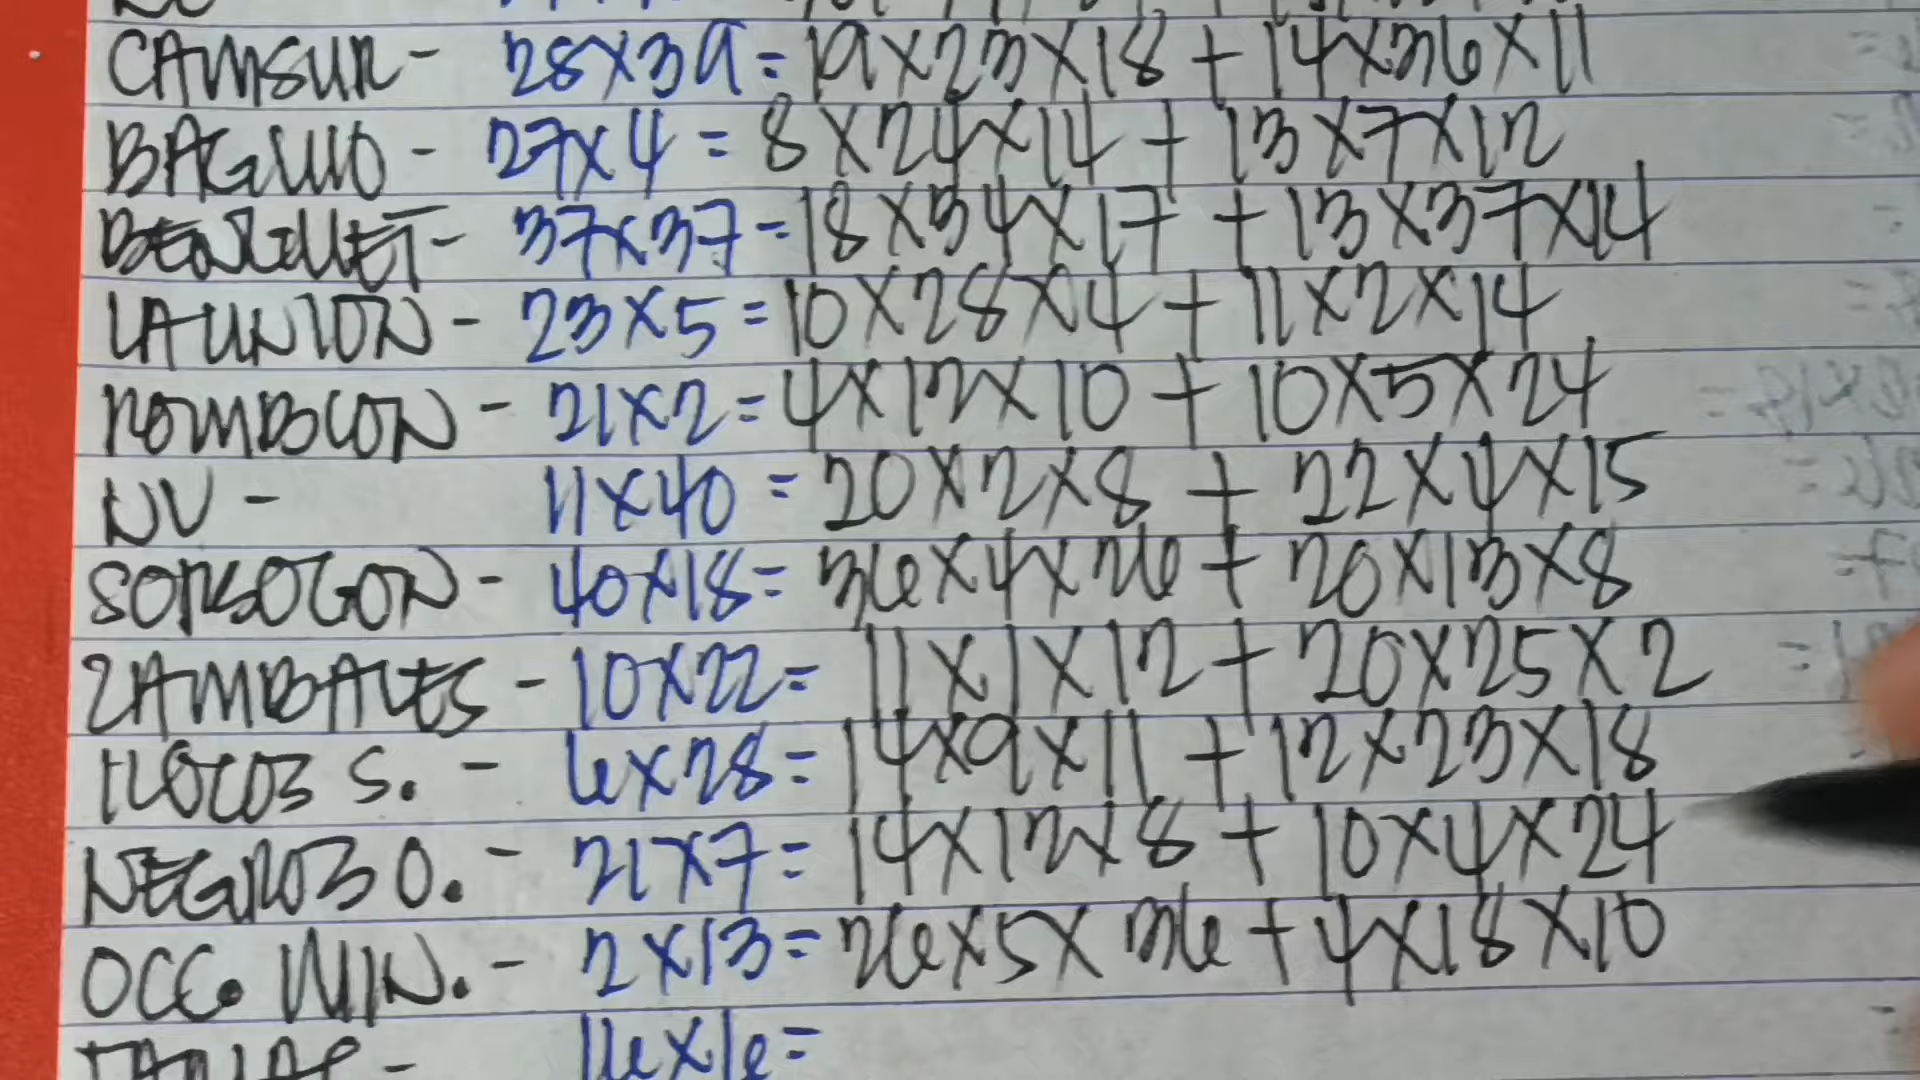 CAMSUR - 28x39 = 19x23x18 + 14x36x11
BAGUIO - 27x4 = 8x24x14 + 13x7x12
BENGUET - 37x37 = 18x34x17 + 13x37x14
LA UNION - 23x5 = 10x28x4 + 11x2x14
ROMBLON - 21x2 = 4x12x10 + 10x5x24
NV - 11x40 = 20x2x8 + 22x4x15
SORSOGON - 40x18 = 36x4x26 + 20x13x8
ZAMBALES - 10x22 = 11x1x12 + 20x25x2
ILOCOS S. - 6x28 = 14x9x11 + 12x23x18
NEGROS O. - 21x7 = 14x12x8 + 10x4x24
OCC. MIN. - 2x13 = 26x5x36 + 4x18x10
TARLAC - 16x16 =